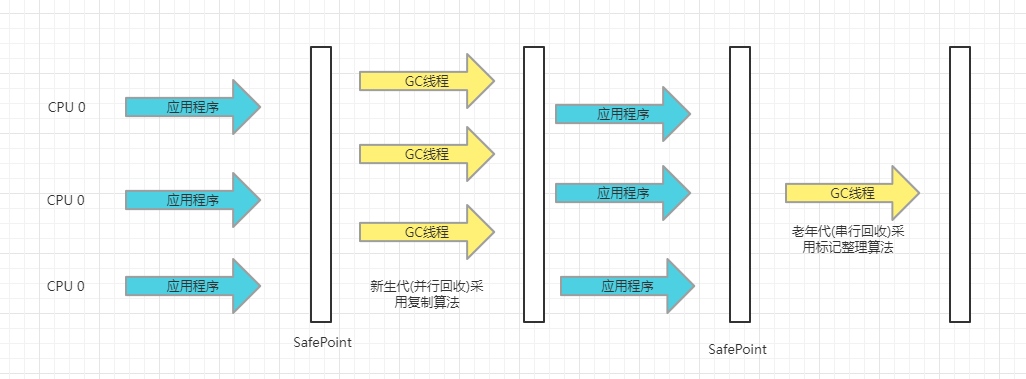 CPU 0
应用程序
CPU 0
应用程序
CPU 0
应用程序
SafePoint
GC线程
GC线程
GC线程
新生代(并行回收)采
用复制算法
应用程序
应用程序
应用程序
SafePoint
GC线程
老年代(串行回收)采
用标记整理算法